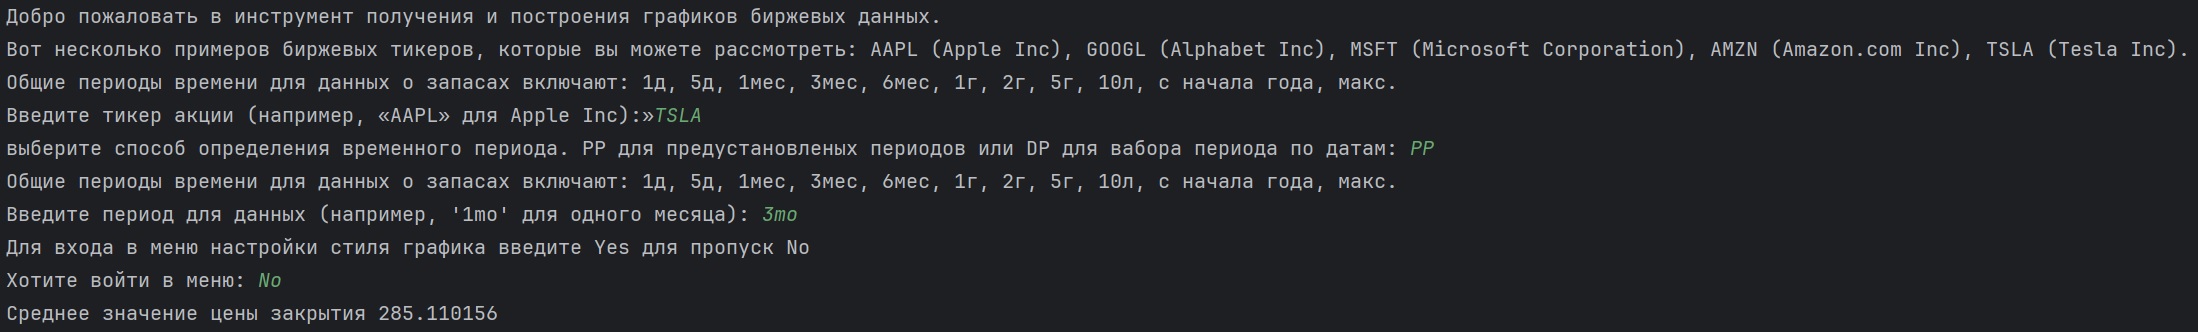 Добро пожаловать в инструмент получения и построения графиков биржевых данных.
Вот несколько примеров биржевых тикеров, которые вы можете рассмотреть: AAPL (Apple Inc), GOOGL (Alphabet Inc), MSFT (Microsoft Corporation), AMZN (Amazon.com Inc), TSLA (Tesla Inc).
Общие периоды времени для данных о запасах включают: 1д, 5д, 1мес, 3мес, 6мес, 1г, 2г, 5г, 10л, с начала года, макс.
Введите тикер акции (например, «AAPL» для Apple Inc):»TSLA
выберите способ определения временного периода. PP для предустановленых периодов или DP для вабора периода по датам: PP
Общие периоды времени для данных о запасах включают: 1д, 5д, 1мес, 3мес, 6мес, 1г, 2г, 5г, 10л, с начала года, макс.
Введите период для данных (например, '1mo' для одного месяца): 3mo
Для входа в меню настройки стиля графика введите Yes для пропуск No
Хотите войти в меню: No
Среднее значение цены закрытия 285.110156